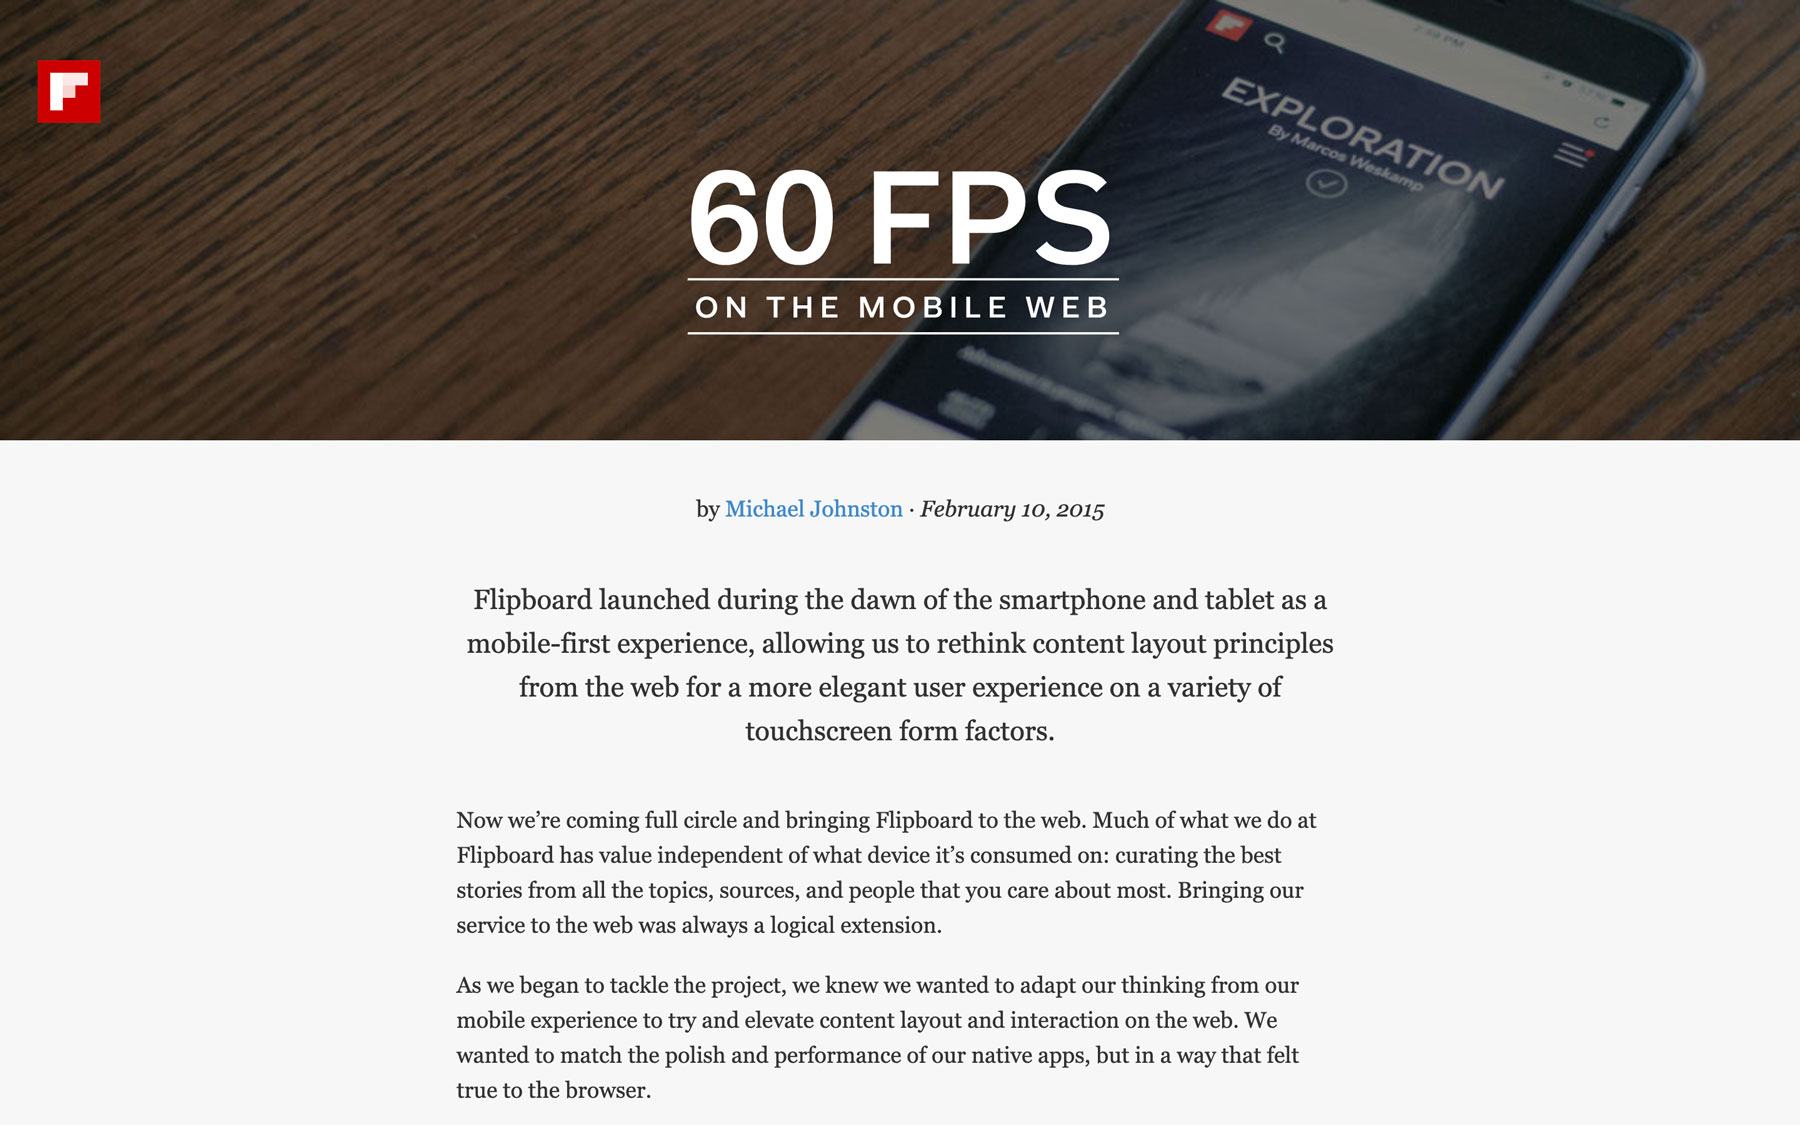 2:59 PM
EXPLORATION
By Marcos Weskamp
60 FPS
ON THE MOBILE WEB
by Michael Johnston · February 10, 2015
Flipboard launched during the dawn of the smartphone and tablet as a
mobile-first experience, allowing us to rethink content layout principles
from the web for a more elegant user experience on a variety of
touchscreen form factors.
Now we’re coming full circle and bringing Flipboard to the web. Much of what we do at
Flipboard has value independent of what device it’s consumed on: curating the best
stories from all the topics, sources, and people that you care about most. Bringing our
service to the web was always a logical extension.
As we began to tackle the project, we knew we wanted to adapt our thinking from our
mobile experience to try and elevate content layout and interaction on the web. We
wanted to match the polish and performance of our native apps, but in a way that felt
true to the browser.